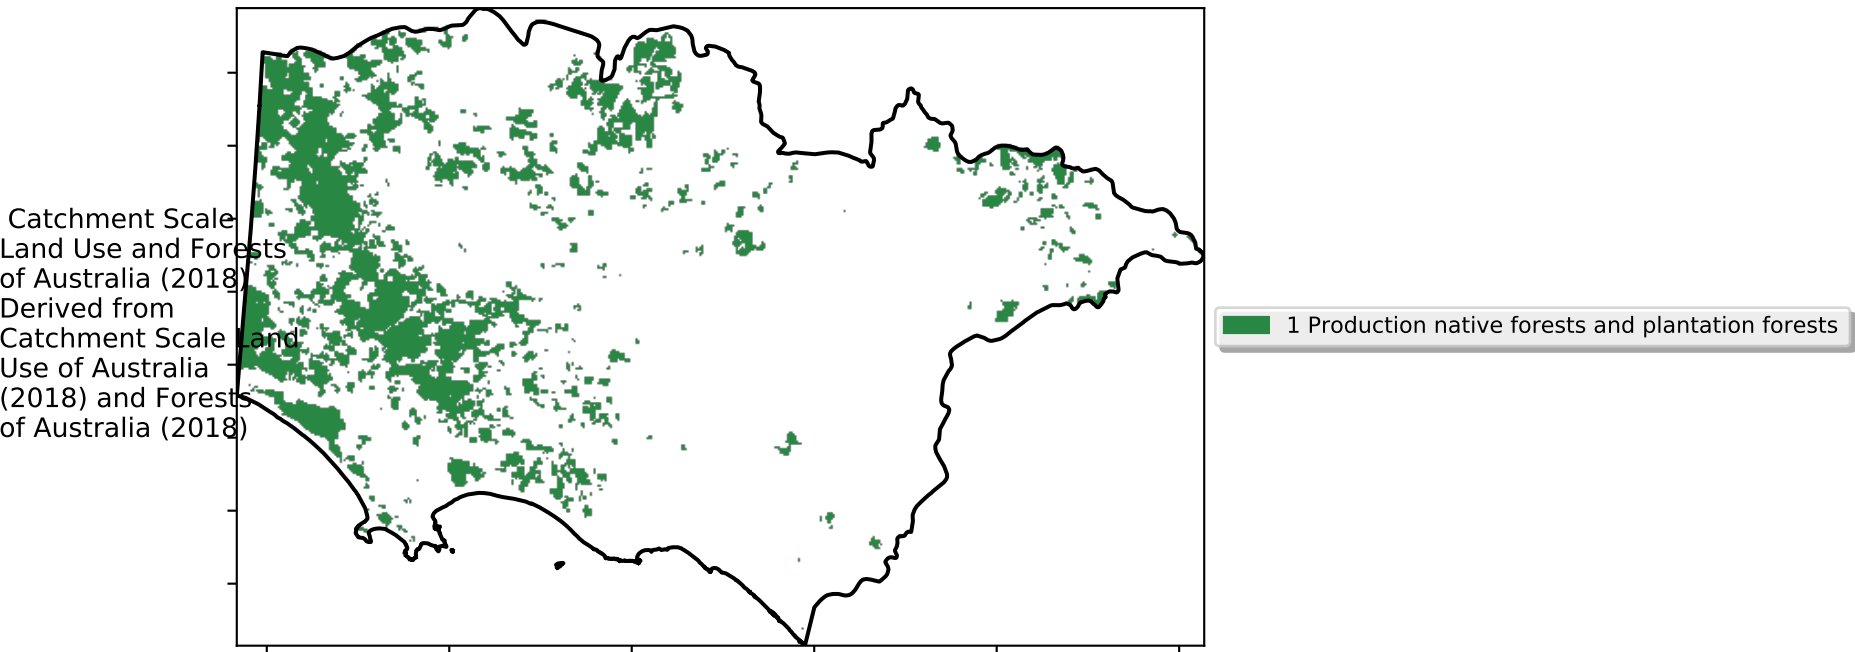 Catchment Scale
Land Use and Forests
of Australia (2018)
Derived from
Catchment Scale Land
Use of Australia
(2018) and Forests
of Australia (2018)
1 Production native forests and plantation forests